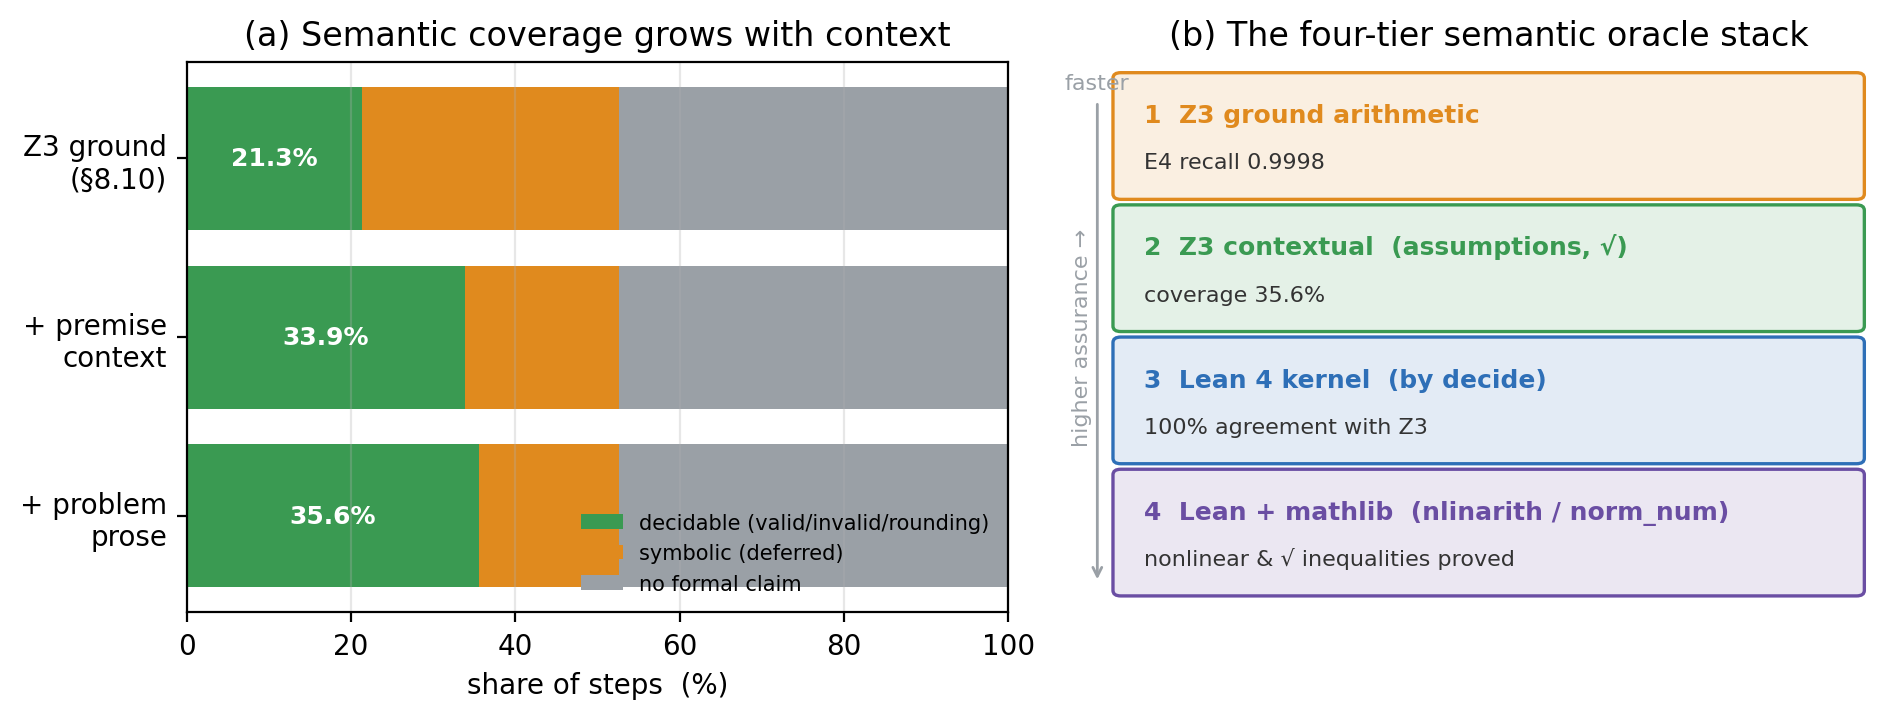 (a) Semantic coverage grows with context
Z3 ground
(§8.10)
21.3%
+ premise
context
33.9%
+ problem
prose
35.6%
decidable (valid/invalid/rounding)
symbolic (deferred)
no formal claim
0 20 40 60 80 100
share of steps (%)
(b) The four-tier semantic oracle stack
faster
higher assurance →
1 Z3 ground arithmetic
E4 recall 0.9998
2 Z3 contextual (assumptions, √)
coverage 35.6%
3 Lean 4 kernel (by decide)
100% agreement with Z3
4 Lean + mathlib (nlinarith / norm_num)
nonlinear & √ inequalities proved